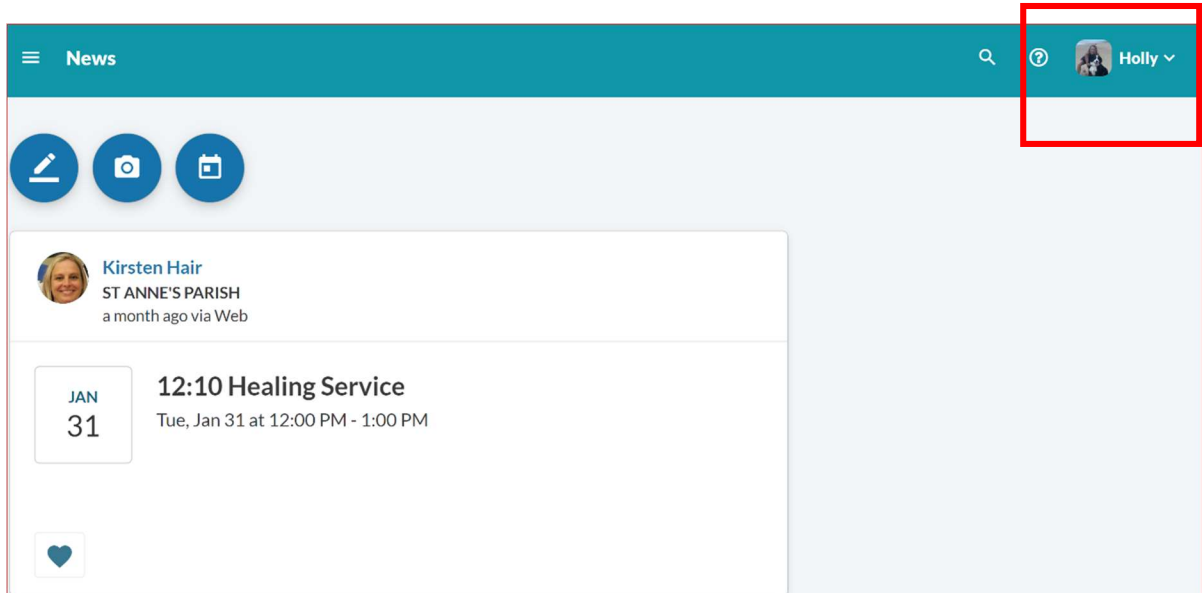 News
Holly
Kirsten Hair
ST ANNE'S PARISH
a month ago via Web
JAN
31
12:10 Healing Service
Tue, Jan 31 at 12:00 PM - 1:00 PM